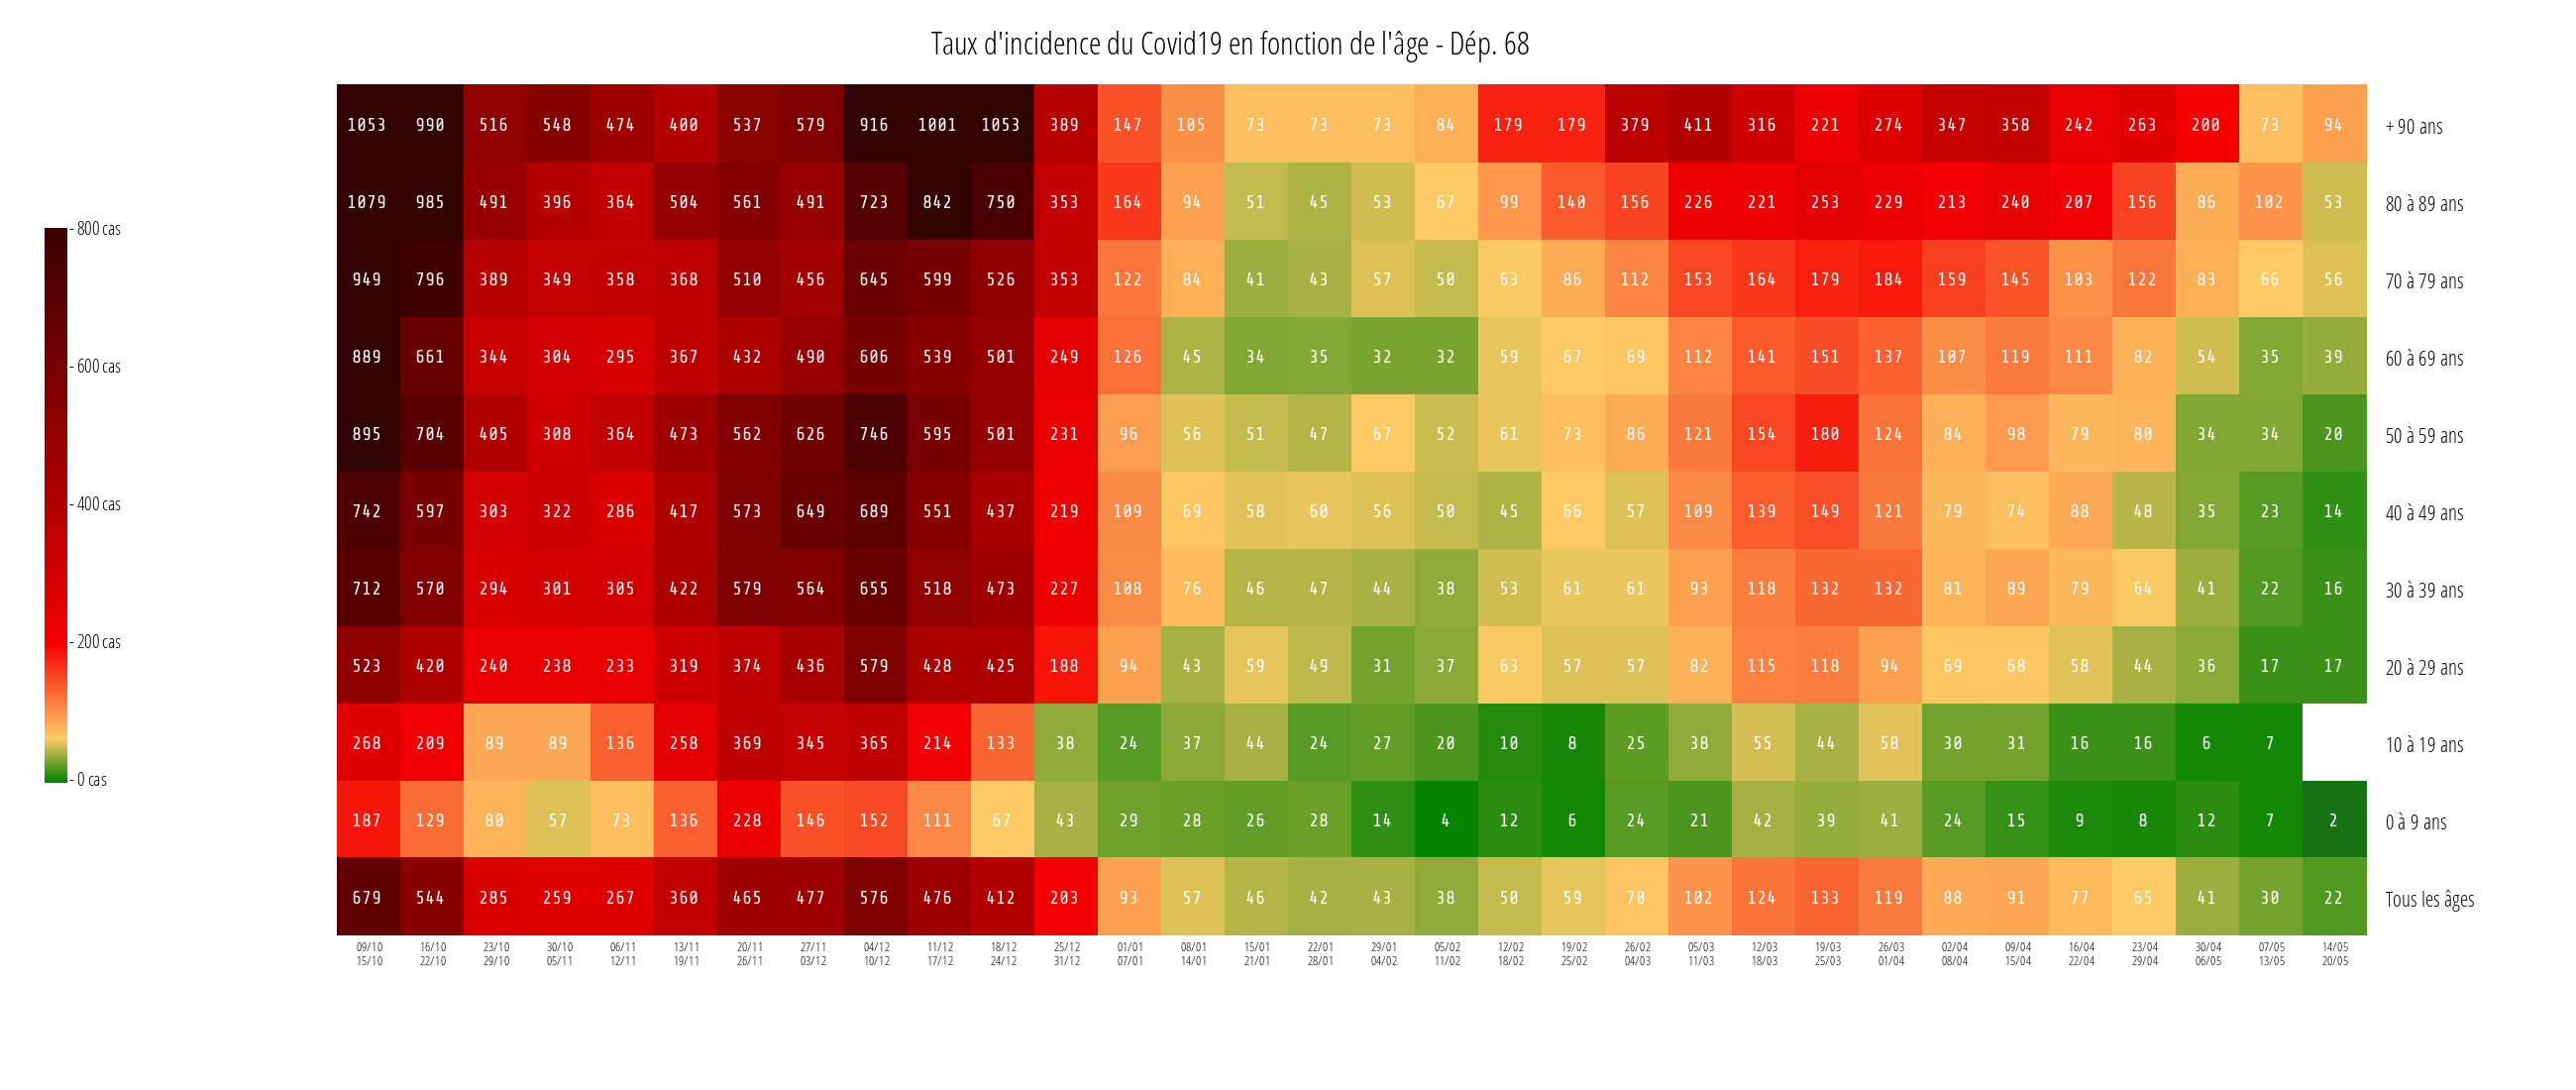 Taux d'incidence du Covid19 en fonction de l'âge - Dép. 68
1053 990 516 548 474 400 537 579 916 1001 1053 389 147 105 73 73 73 84 179 179 379 411 316 221 274 347 358 242 263 200 73 94 + 90 ans
1079 985 491 396 364 504 561 491 723 842 750 353 164 94 51 45 53 67 99 140 156 226 221 253 229 213 240 207 156 86 102 53 80 à 89 ans
- 800 cas
949 796 389 349 358 368 510 456 645 599 526 353 122 84 41 43 57 50 63 86 112 153 164 179 184 159 145 103 122 83 66 56 70 à 79 ans
889 661 344 304 295 367 432 490 606 539 501 249 126 45 34 35 32 32 59 67 69 112 141 151 137 107 119 111 82 54 35 39 60 à 69 ans
- 600 cas
895 704 405 308 364 473 562 626 746 595 501 231 96 56 51 47 67 52 61 73 86 121 154 180 124 84 98 79 80 34 34 20 50 à 59 ans
- 400 cas
742 597 303 322 286 417 573 649 689 551 437 219 109 69 58 60 56 50 45 66 57 109 139 149 121 79 74 88 48 35 23 14 40 à 49 ans
712 570 294 301 305 422 579 564 655 518 473 227 108 76 46 47 44 38 53 61 61 93 118 132 132 81 89 79 64 41 22 16 30 à 39 ans
- 200 cas
523 420 240 238 233 319 374 436 579 428 425 188 94 43 59 49 31 37 63 57 57 82 115 118 94 69 68 58 44 36 17 17 20 à 29 ans
268 209 89 89 136 258 369 345 365 214 133 38 24 37 44 24 27 20 10 8 25 38 55 44 58 30 31 16 16 6 7 10 à 19 ans
- 0 cas
187 129 80 57 73 136 228 146 152 111 67 43 29 28 26 28 14 4 12 6 24 21 42 39 41 24 15 9 8 12 7 2 0 à 9 ans
679 544 285 259 267 360 465 477 576 476 412 203 93 57 46 42 43 38 50 59 70 102 124 133 119 88 91 77 65 41 30 22 Tous les âges
09/10 16/10 23/10 30/10 06/11 13/11 20/11 27/11 04/12 11/12 18/12 25/12 01/01 08/01 15/01 22/01 29/01 05/02 12/02 19/02 26/02 05/03 12/03 19/03 26/03 02/04 09/04 16/04 23/04 30/04 07/05 14/05
15/10 22/10 29/10 05/11 12/11 19/11 26/11 03/12 10/12 17/12 24/12 31/12 07/01 14/01 21/01 28/01 04/02 11/02 18/02 25/02 04/03 11/03 18/03 25/03 01/04 08/04 15/04 22/04 29/04 06/05 13/05 20/05